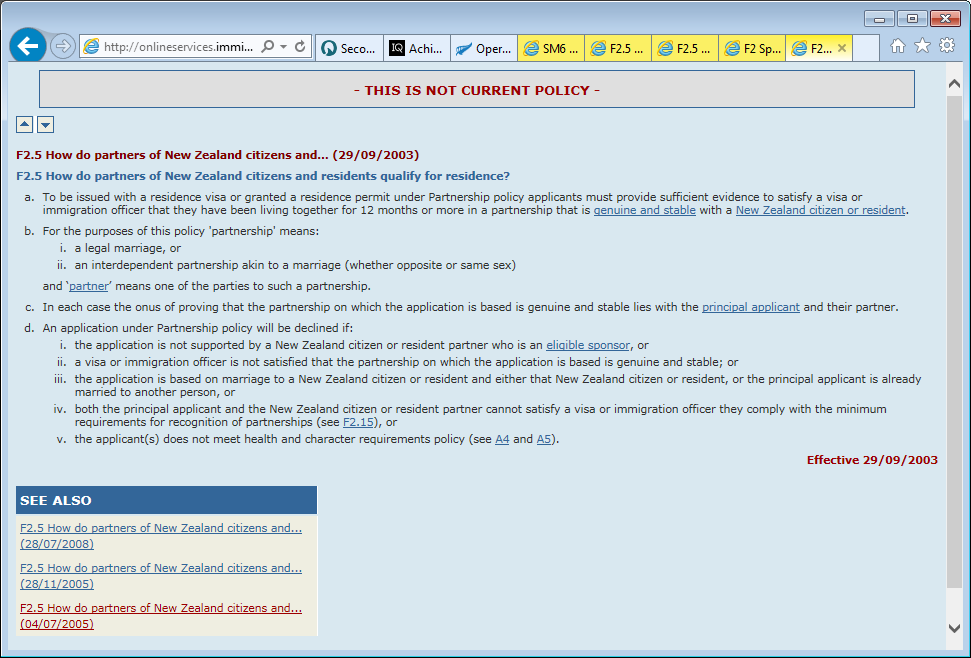 http://onlineservices.immi...
Seco...
IQ Achi...
Oper...
SM6 ...
F2.5 ...
F2.5 ...
F2 Sp...
F2...
- THIS IS NOT CURRENT POLICY -
F2.5 How do partners of New Zealand citizens and... (29/09/2003)
F2.5 How do partners of New Zealand citizens and residents qualify for residence?
a. To be issued with a residence visa or granted a residence permit under Partnership policy applicants must provide sufficient evidence to satisfy a visa or
immigration officer that they have been living together for 12 months or more in a partnership that is genuine and stable with a New Zealand citizen or resident.
b. For the purposes of this policy 'partnership' means:
i. a legal marriage, or
ii. an interdependent partnership akin to a marriage (whether opposite or same sex)
and ‘partner’ means one of the parties to such a partnership.
c. In each case the onus of proving that the partnership on which the application is based is genuine and stable lies with the principal applicant and their partner.
d. An application under Partnership policy will be declined if:
i. the application is not supported by a New Zealand citizen or resident partner who is an eligible sponsor, or
ii. a visa or immigration officer is not satisfied that the partnership on which the application is based is genuine and stable; or
iii. the application is based on marriage to a New Zealand citizen or resident and either that New Zealand citizen or resident, or the principal applicant is already
married to another person, or
iv. both the principal applicant and the New Zealand citizen or resident partner cannot satisfy a visa or immigration officer they comply with the minimum
requirements for recognition of partnerships (see F2.15), or
v. the applicant(s) does not meet health and character requirements policy (see A4 and A5).
Effective 29/09/2003
SEE ALSO
F2.5 How do partners of New Zealand citizens and...
(28/07/2008)
F2.5 How do partners of New Zealand citizens and...
(28/11/2005)
F2.5 How do partners of New Zealand citizens and...
(04/07/2005)